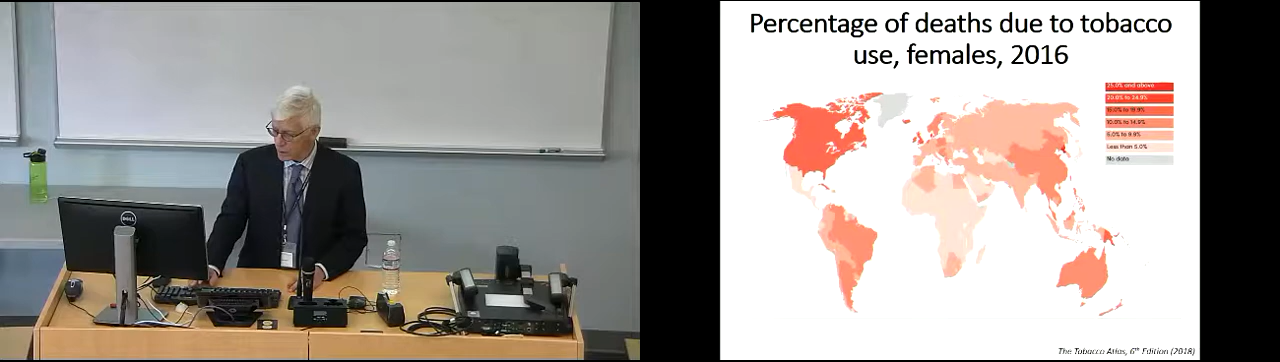 DELL
Percentage of deaths due to tobacco
use, females, 2016
25.0% and above
20.0% to 24.9%
15.0% to 19.9%
10.0% to 14.9%
5.0% to 9.9%
Less than 5.0%
No data
The Tobacco Atlas, 6th Edition (2018)